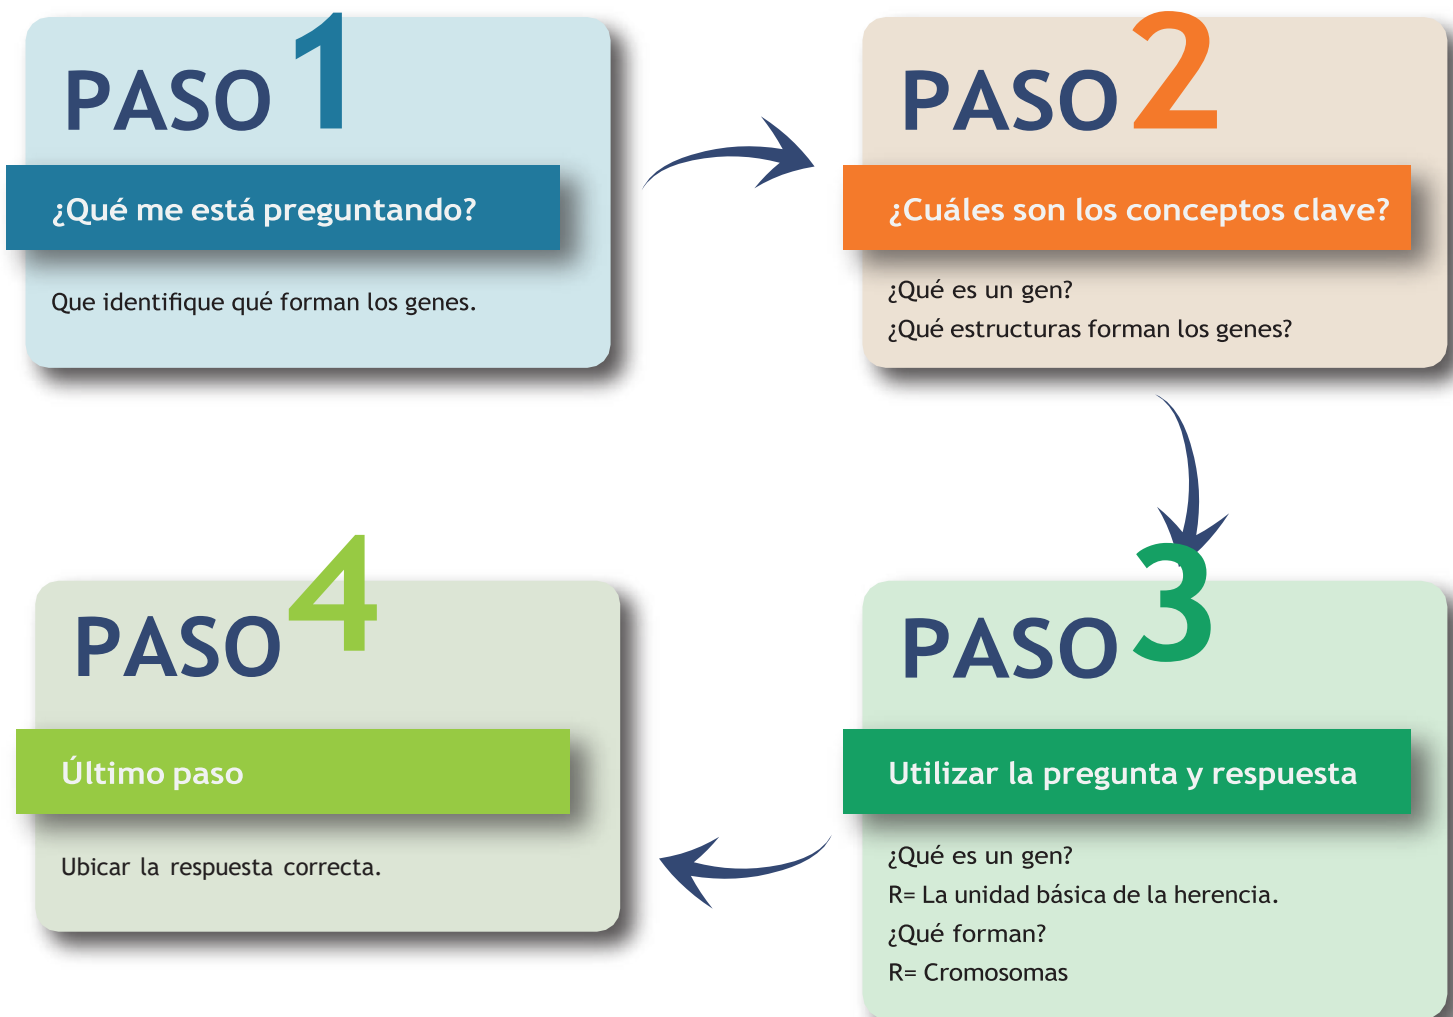 PASO 1
¿Qué me está preguntando?
Que identifique qué forman los genes.
PASO 2
¿Cuáles son los conceptos clave?
¿Qué es un gen?
¿Qué estructuras forman los genes?
PASO 3
Utilizar la pregunta y respuesta
¿Qué es un gen?
R= La unidad básica de la herencia.
¿Qué forman?
R= Cromosomas
PASO 4
Último paso
Ubicar la respuesta correcta.